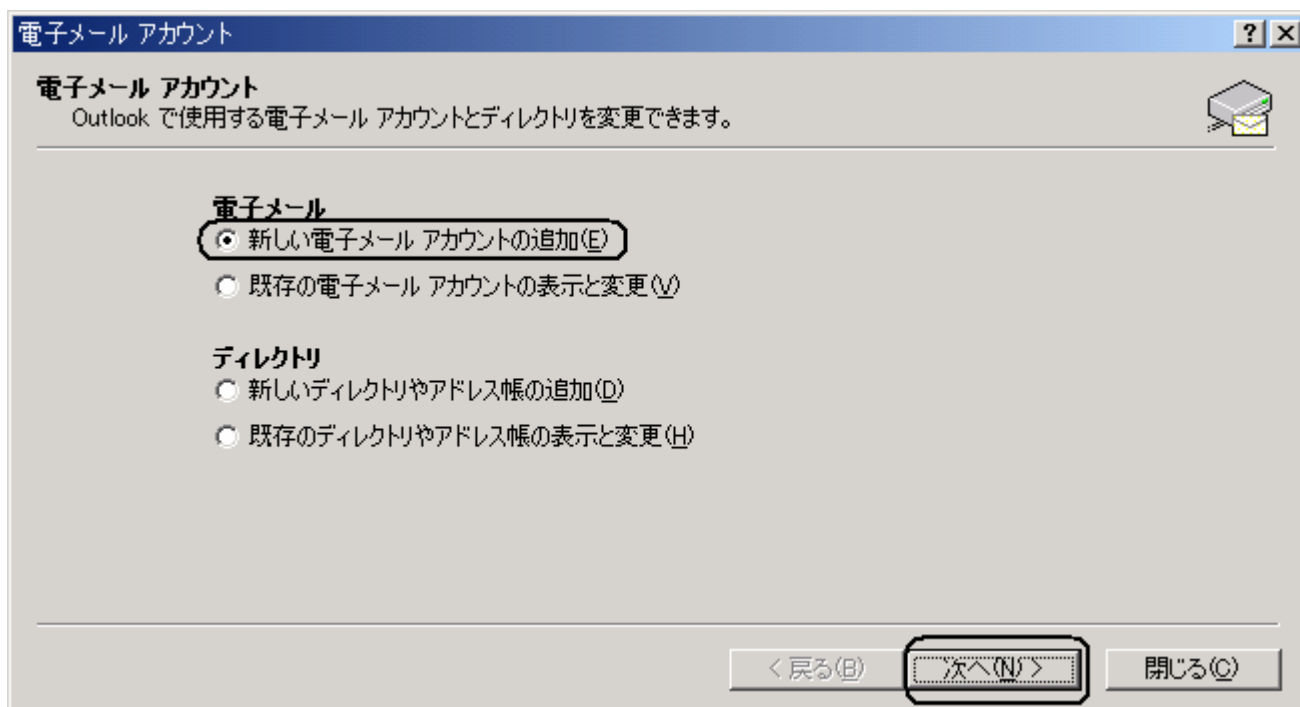 電子メール アカウント
電子メール アカウント
Outlook で使用する電子メール アカウントとディレクトリを変更できます。
電子メール
新しい電子メール アカウントの追加(E)
既存の電子メール アカウントの表示と変更(V)
ディレクトリ
新しいディレクトリやアドレス帳の追加(D)
既存のディレクトリやアドレス帳の表示と変更(H)
< 戻る(B) 次へ(N) > 閉じる(C)